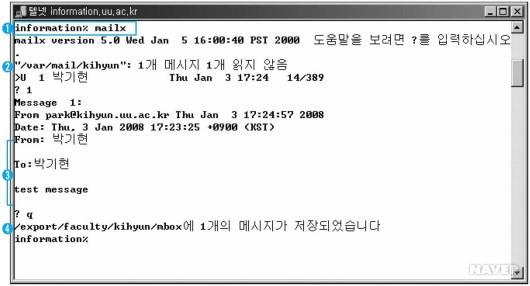 텔넷 information,uu,ac,kr
1 information% mailx
mailx version 5.0 Wed Jan 5 16:00:40 PST 2000 도움말을 보려면 ?를 입력하십시오
.
2 "/var/mail/kihyun": 1개 메시지 1개 읽지 않음
>U 1 박기현 Thu Jan 3 17:24 14/389
? 1
Message 1:
From park@kihyun.uu.ac.kr Thu Jan 3 17:24:57 2008
Date: Thu, 3 Jan 2008 17:23:25 +0900 (KST)
From: 박기현
To:박기현
3
test message
? q
4 /export/faculty/kihyun/mbox에 1개의 메시지가 저장되었습니다
information%
NAVER